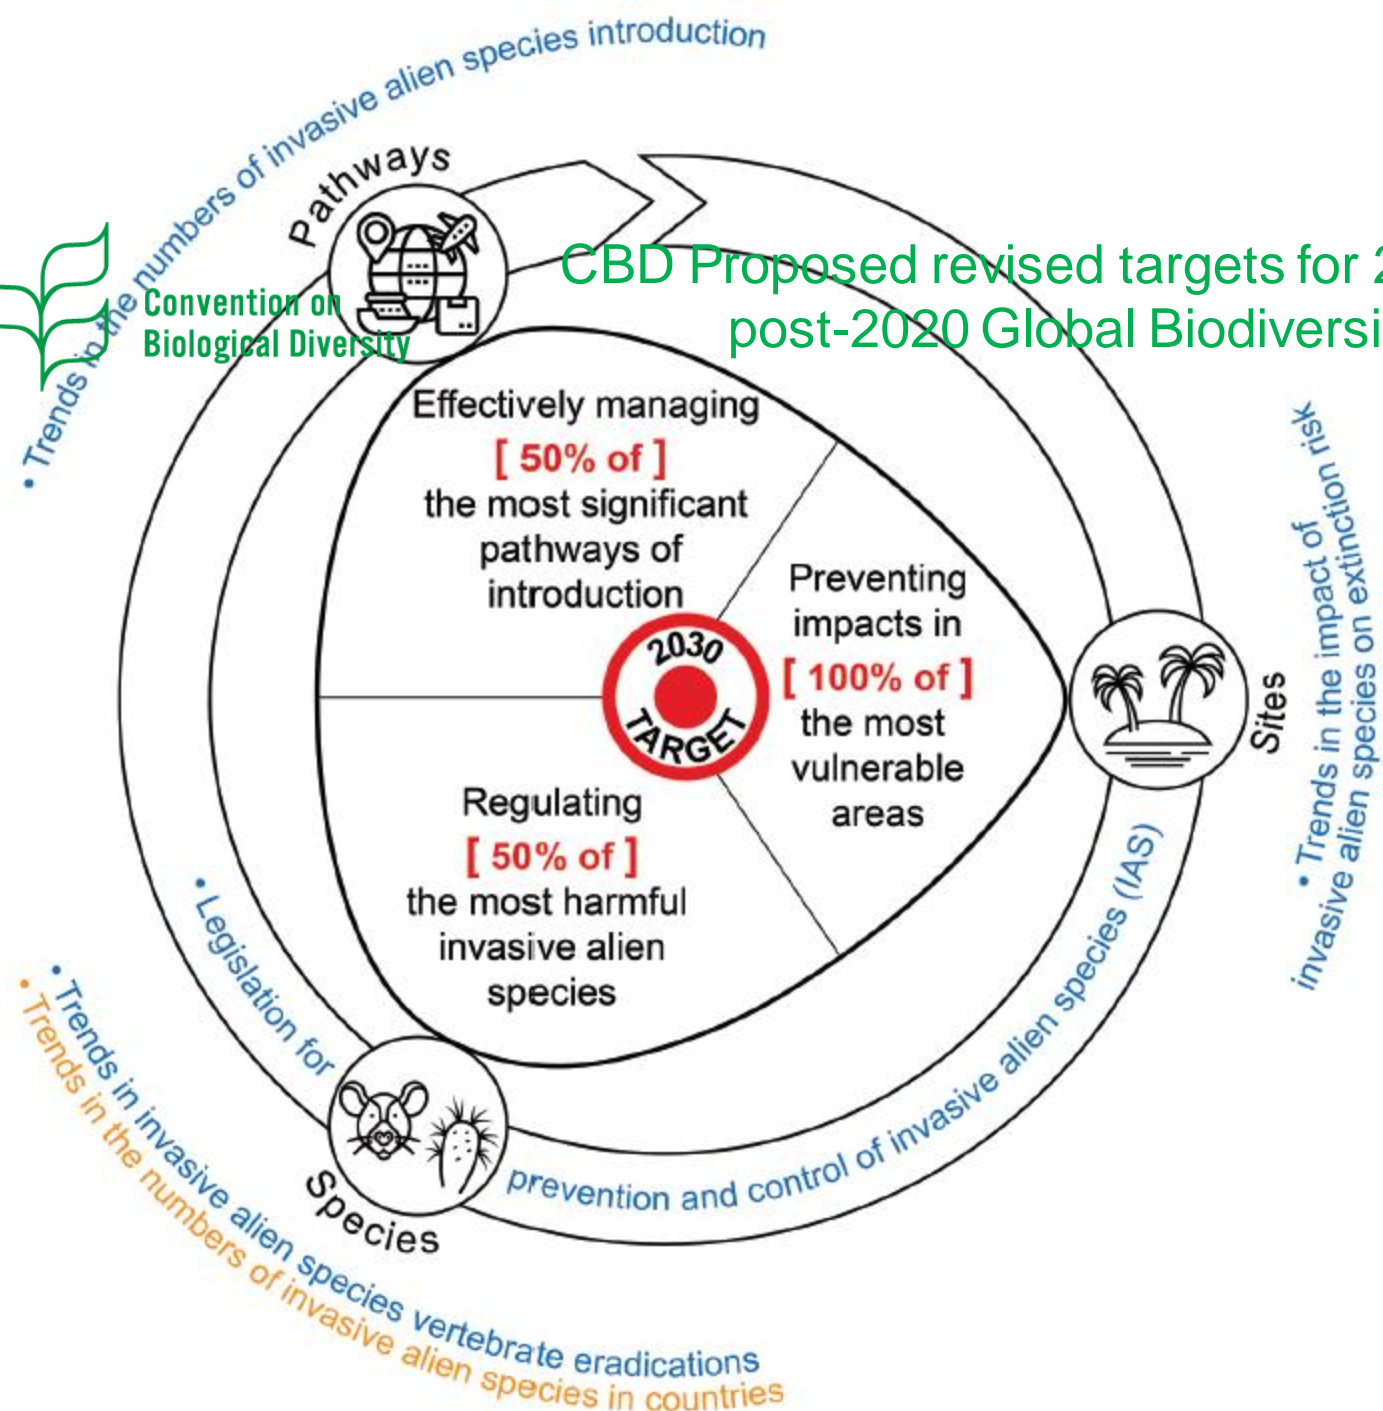 • Trends in the numbers of invasive alien species introduction
Pathways
Convention on
Biological Diversity
CBD Proposed revised targets for
post-2020 Global
Effectively managing
[ 50% of ]
the most significant
pathways of
introduction
Preventing
impacts in
[ 100% of ]
the most
vulnerable
areas
2030
TARGET
Regulating
[ 50% of ]
the most harmful
invasive alien
species
Sites
• Trends in the impact of
invasive alien species on extinction risk
• Legislation for
prevention and control of invasive alien species (IAS)
Species
• Trends in invasive alien species vertebrate eradications
• Trends in the numbers of invasive alien species in countries